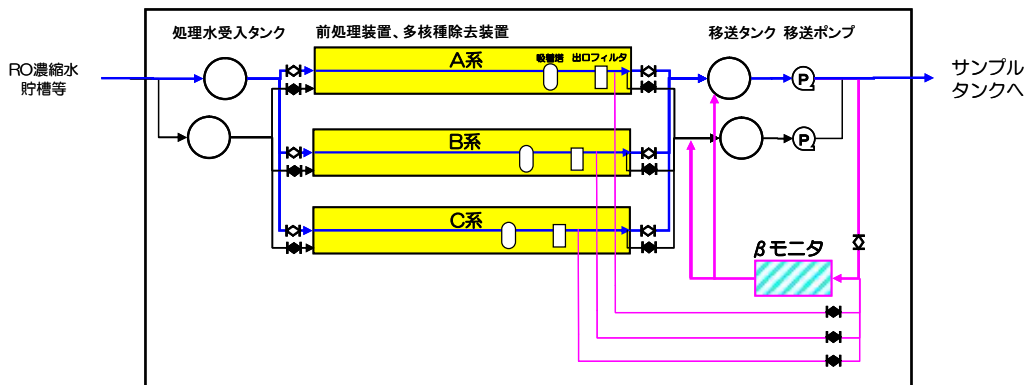 処理水受入タンク
前処理装置、多核種除去装置
移送タンク 移送ポンプ
RO濃縮水
貯槽等
A系
吸着塔 出口フィルタ
P
サンプル
タンクへ
B系
P
C系
βモニタ